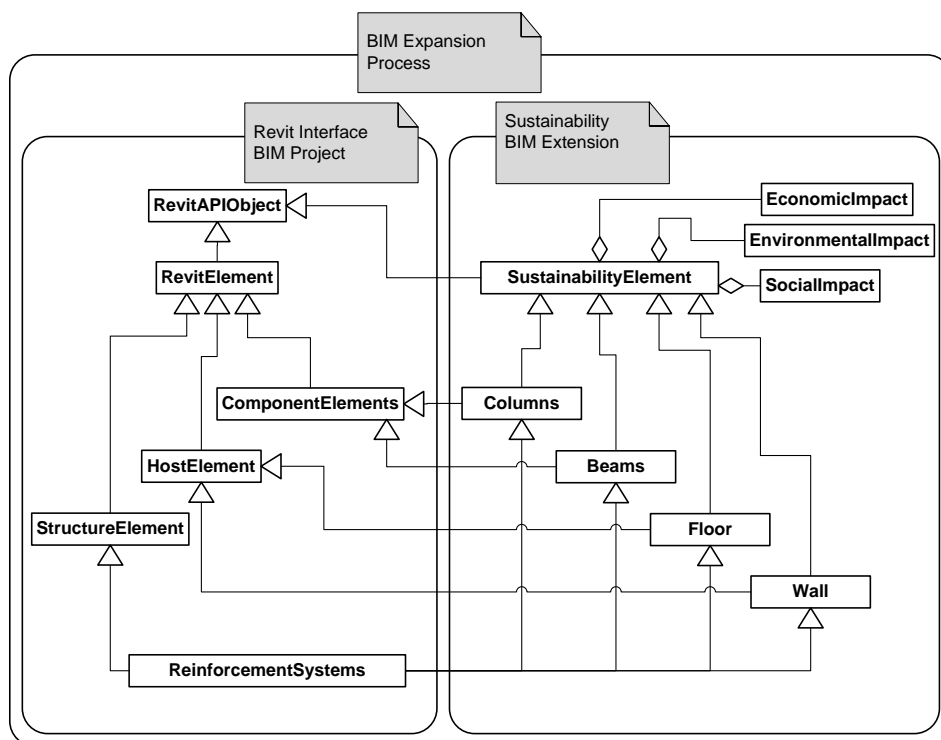 BIM Expansion
Process
Revit Interface
BIM Project
Sustainability
BIM Extension
RevitAPIObject
EconomicImpact
EnvironmentalImpact
RevitElement
SustainabilityElement
SocialImpact
ComponentElements
Columns
HostElement
Beams
StructureElement
Floor
Wall
ReinforcementSystems